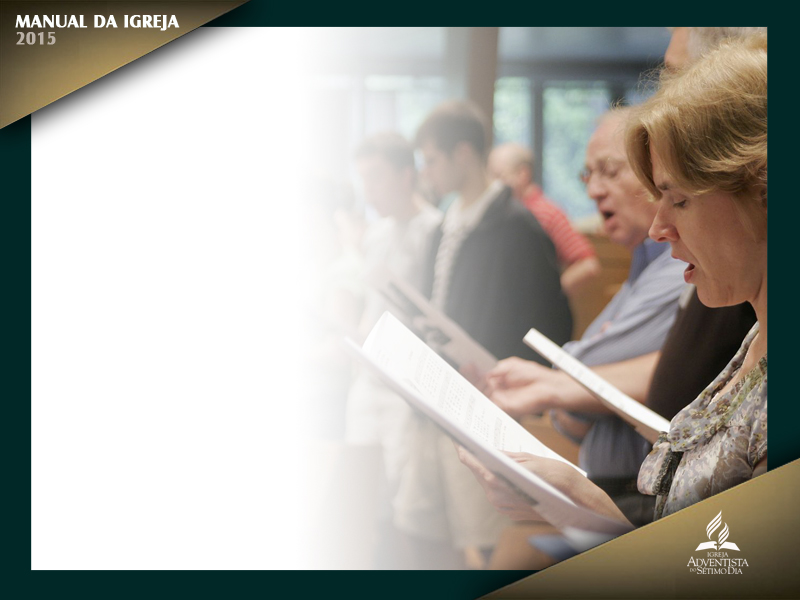 MANUAL DA IGREJA
2015
IGREJA
ADVENTISTA
DO SÉTIMO DIA